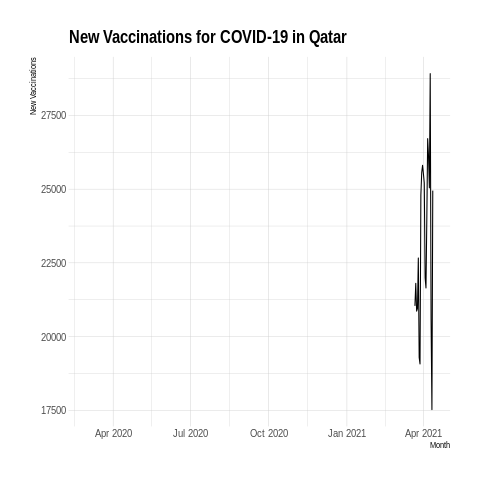 New Vaccinations for COVID-19 in Qatar
New Vaccinations
27500
25000
22500
20000
17500
Apr 2020 Jul 2020 Oct 2020 Jan 2021 Apr 2021
Month